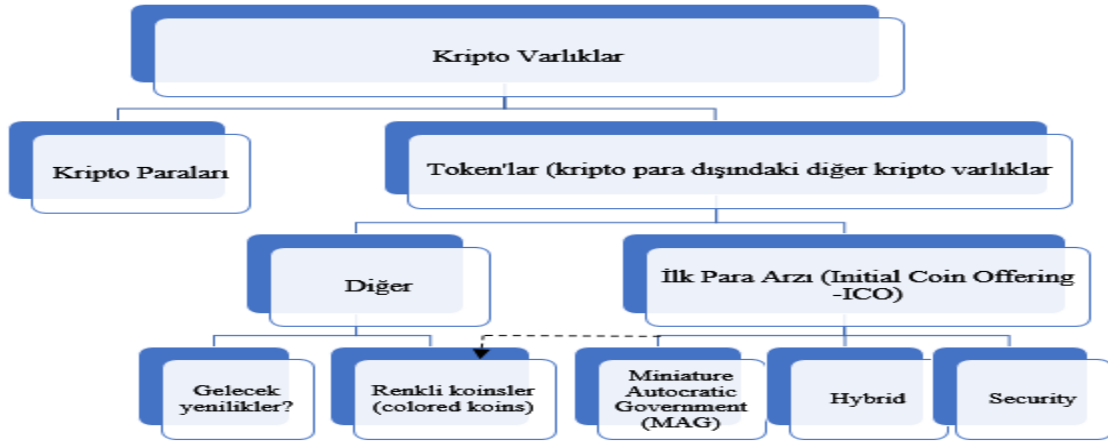 Kripto Varlıklar
Kripto Paraları
Token'lar (kripto para dışındaki diğer kripto varlıklar
Diğer
İlk Para Arzı (Initial Coin Offering
-ICO)
Gelecek
yenilikler?
Renkli koinsler
(colored koins)
Miniature
Autocratic
Government
(MAG)
Hybrid
Security